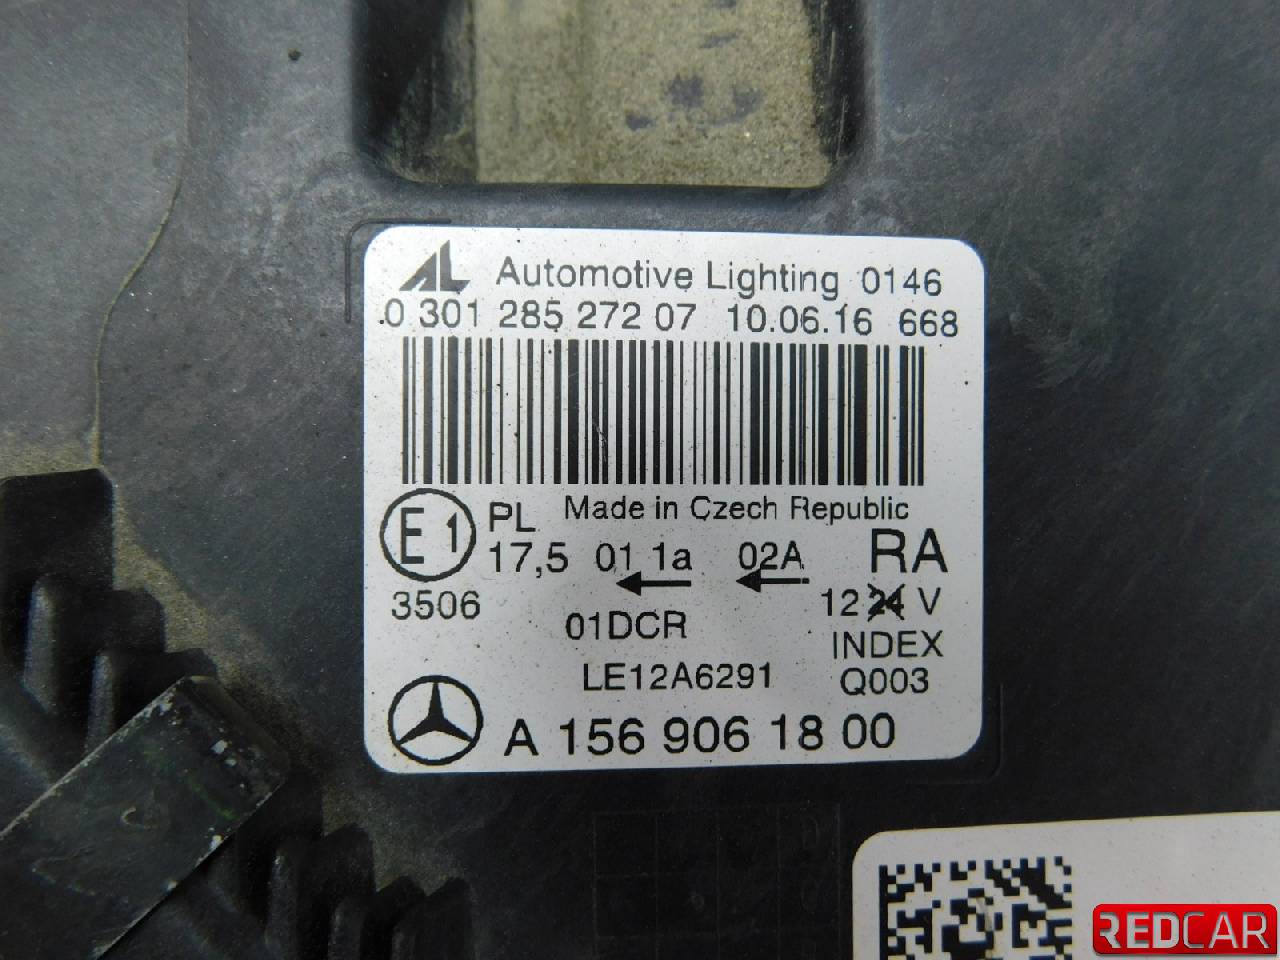 AL Automotive Lighting 0146
0 301 285 272 07 10.06.16 668
Made in Czech Republic
E1 PL
17,5 01 1a 02A RA
3506 12 24 V
01DCR INDEX
LE12A6291 Q003
A 156 906 18 00
REDCAR